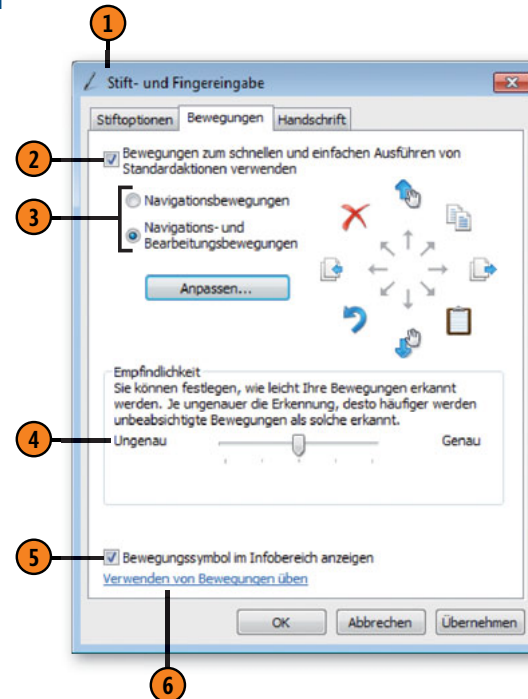 1
Stift- und Fingereingabe
Stiftoptionen Bewegungen Handschrift
2
Bewegungen zum schnellen und einfachen Ausführen von
Standardaktionen verwenden
3
Navigationsbewegungen
Navigations- und
Bearbeitungsbewegungen
Anpassen...
Empfindlichkeit
Sie können festlegen, wie leicht Ihre Bewegungen erkannt
werden. Je ungenauer die Erkennung, desto häufiger werden
unbeabsichtigte Bewegungen als solche erkannt.
4
Ungenau Genau
5
Bewegungssymbol im Infobereich anzeigen
Verwenden von Bewegungen üben
OK Abbrechen Übernehmen
6